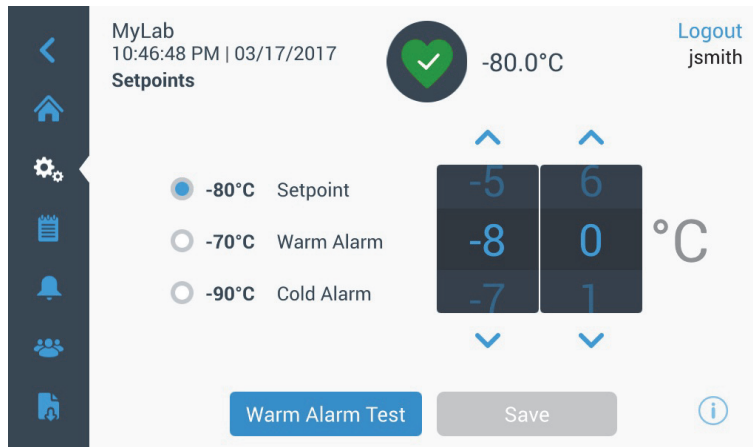 MyLab
10:46:48 PM | 03/17/2017
Setpoints
-80.0°C
Logout
jsmith
-80°C Setpoint
-70°C Warm Alarm
-90°C Cold Alarm
-5 6
-8 0 °C
-7 1
Warm Alarm Test
Save
i